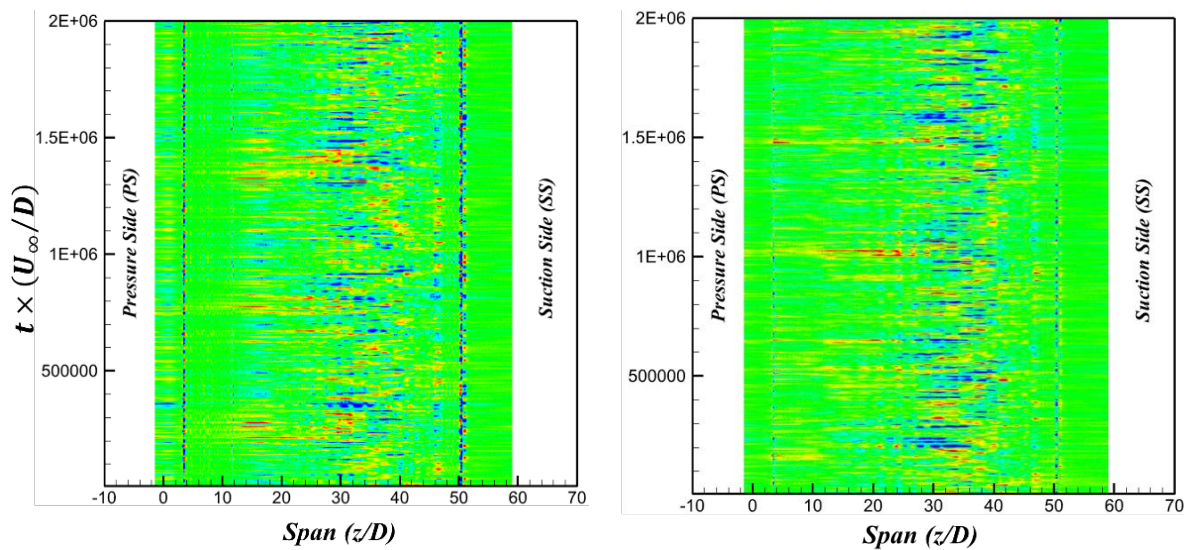 2E+06
1.5E+06
1E+06
500000
-10 0 10 20 30 40 50 60 70
t × (U∞/D)
Pressure Side (PS)
Suction Side (SS)
Span (z/D)
2E+06
1.5E+06
1E+06
500000
-10 0 10 20 30 40 50 60 70
Pressure Side (PS)
Suction Side (SS)
Span (z/D)